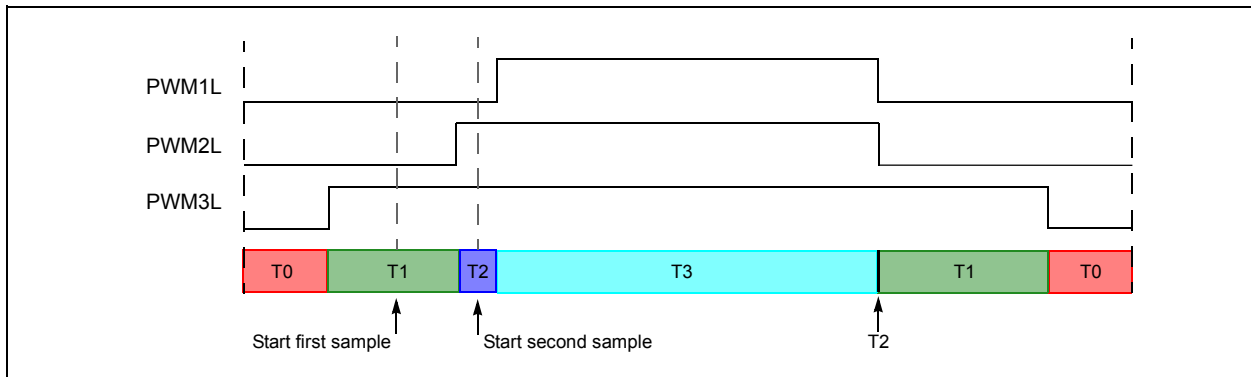 PWM1L
PWM2L
PWM3L
T0 T1 T2 T3 T1 T0
Start first sample Start second sample T2